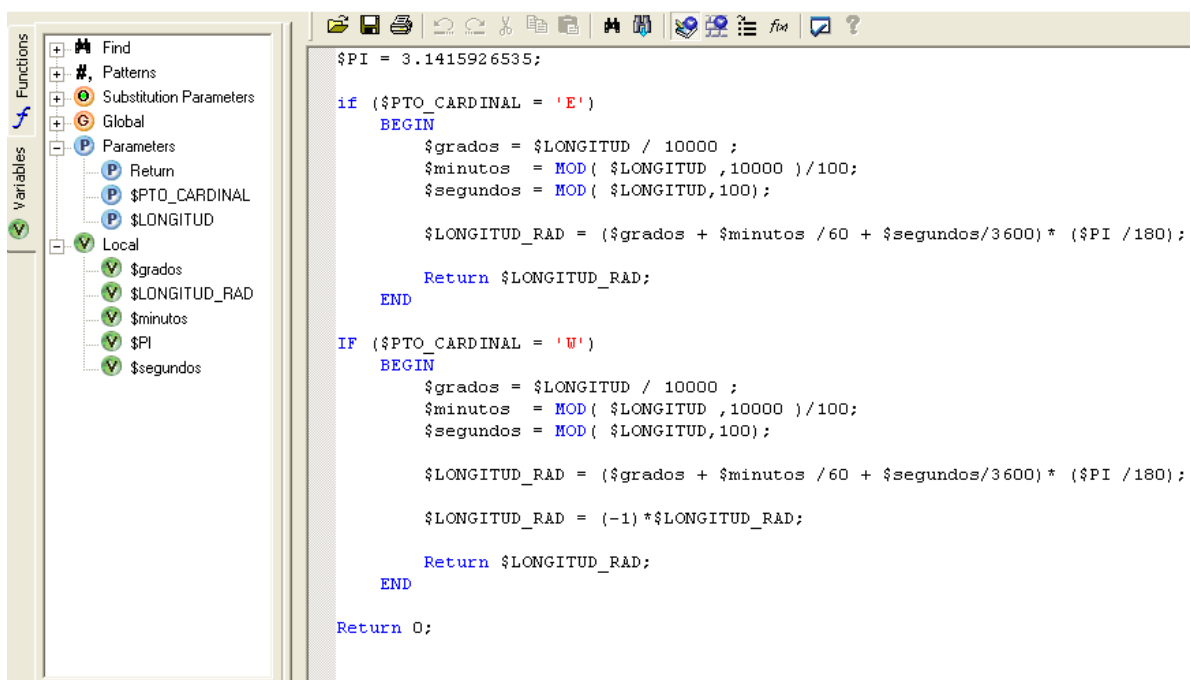 Functions
Variables
Find
Patterns
Substitution Parameters
Global
Parameters
Return
$PTO_CARDINAL
$LONGITUD
Local
$grados
$LONGITUD_RAD
$minutos
$PI
$segundos
$PI = 3.1415926535;
if ($PTO_CARDINAL = 'E')
BEGIN
$grados = $LONGITUD / 10000 ;
$minutos  = MOD( $LONGITUD ,10000 )/100;
$segundos = MOD( $LONGITUD,100);
$LONGITUD_RAD = ($grados + $minutos /60 + $segundos/3600)* ($PI /180);
Return $LONGITUD_RAD;
END
IF ($PTO_CARDINAL = 'W')
BEGIN
$grados = $LONGITUD / 10000 ;
$minutos  = MOD( $LONGITUD ,10000 )/100;
$segundos = MOD( $LONGITUD,100);
$LONGITUD_RAD = ($grados + $minutos /60 + $segundos/3600)* ($PI /180);
$LONGITUD_RAD = (-1)*$LONGITUD_RAD;
Return $LONGITUD_RAD;
END
Return 0;